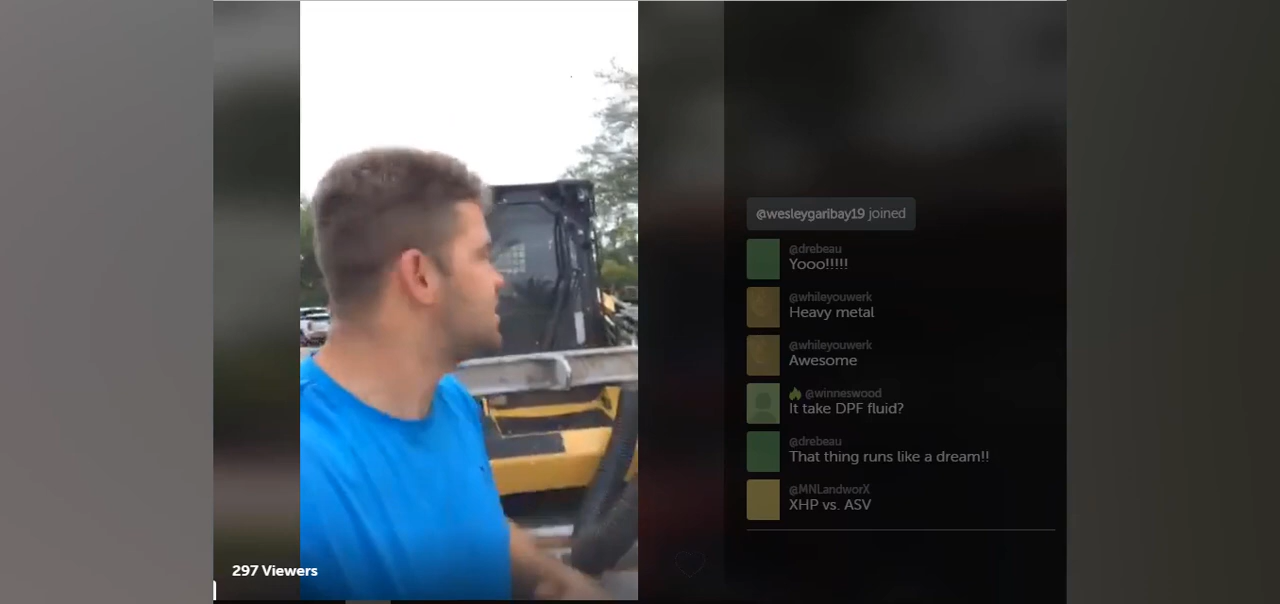 @wesleygaribay19 joined
@drebeau
Yooo!!!!!
@whileyouwerk
Heavy metal
@whileyouwerk
Awesome
@winneswood
It take DPF fluid?
@drebeau
That thing runs like a dream!!
@MNLandworX
XHP vs. ASV
297 Viewers